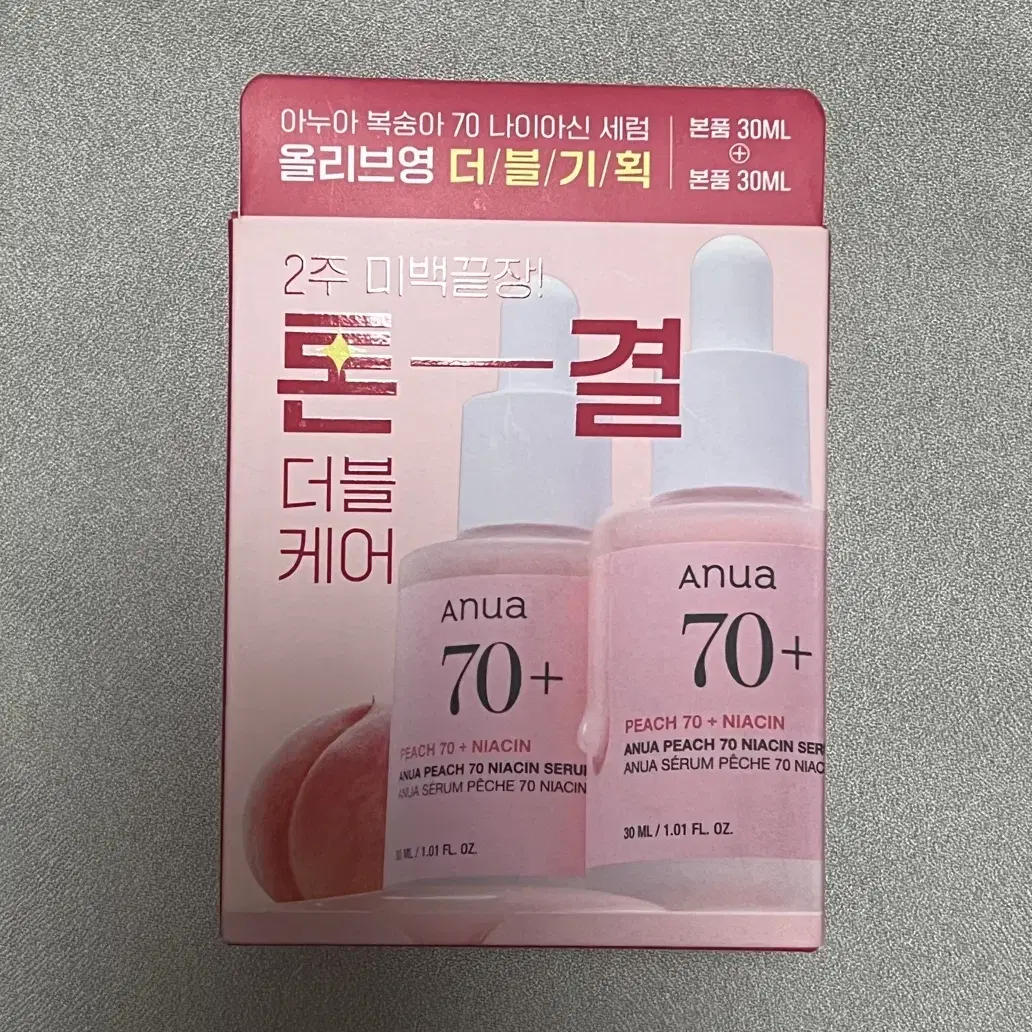 아누아 복숭아 70 나이아신 세럼
올리브영 더/블/기/획
본품 30ML
+
본품 30ML
2주 미백끝장!
톤—결
더블
케어
Anua
70+
PEACH 70 + NIACIN
ANUA PEACH 70 NIACIN SERU
ANUA SÉRUM PÊCHE 70 NIACIN
30 ML / 1.01 FL. OZ.
Anua
70+
PEACH 70 + NIACIN
ANUA PEACH 70 NIACIN SER
ANUA SÉRUM PÊCHE 70 NIAC
30 ML / 1.01 FL. OZ.